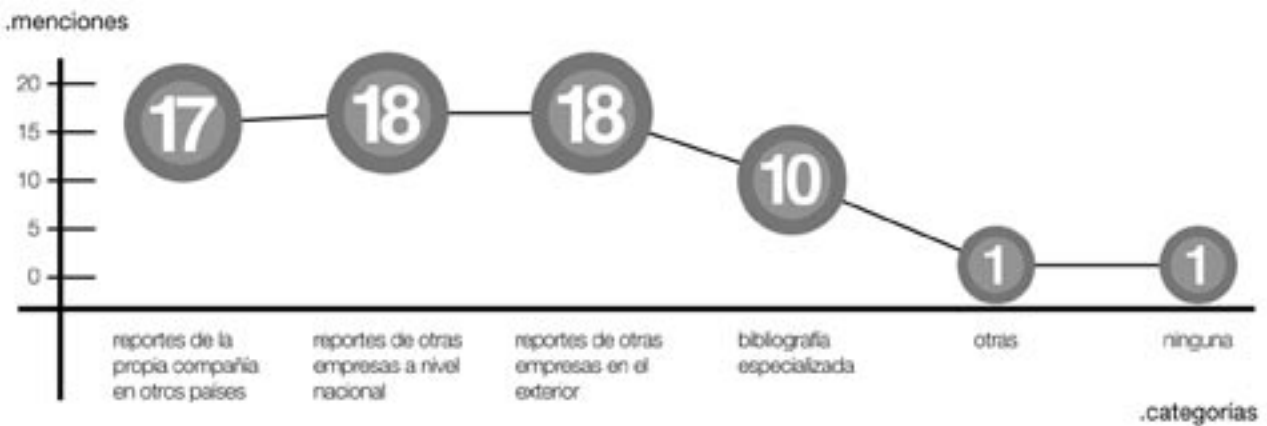 .menciones
20
15
10
5
0
17
18
18
10
1
1
reportes de la
propia compañía
en otros países
reportes de otras
empresas a nivel
nacional
reportes de otras
empresas en el
exterior
bibliografía
especializada
otras
ninguna
.categorías